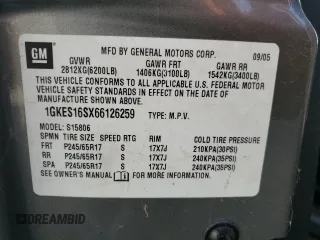 GM
MFD BY GENERAL MOTORS CORP. 09/05
GVWR GAWR FRT GAWR RR
2812KG(6200LB) 1406KG(3100LB) 1542KG(3400LB)
THIS VEHICLE CONFORMS TO ALL APPLICABLE U.S. FEDERAL MOTOR
VEHICLE SAFETY STANDARDS IN EFFECT ON THE DATE OF
MANUFACTURE SHOWN ABOVE.
1GKES16SX66126259 TYPE: M.P.V.
MODEL: S15806
SPMN TIRE SIZE SPEED RTG RIM COLD TIRE PRESSURE
FRT P245/65R17 S 17X7J 210KPA(30PSI)
RR P245/65R17 S 17X7J 240KPA(35PSI)
SPA P245/65R17 S 17X7J 240KPA(35PSI)
SEE OWNER'S MANUAL FOR MORE INFORMATION.
DREAMBID .COM